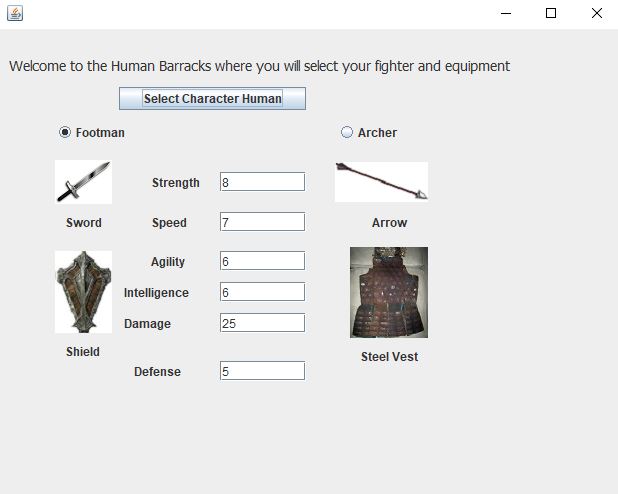 Welcome to the Human Barracks where you will select your fighter and equipment
Select Character Human
Footman
Archer
Strength 8
Sword
Speed 7
Arrow
Agility 6
Intelligence 6
Damage 25
Shield
Steel Vest
Defense 5